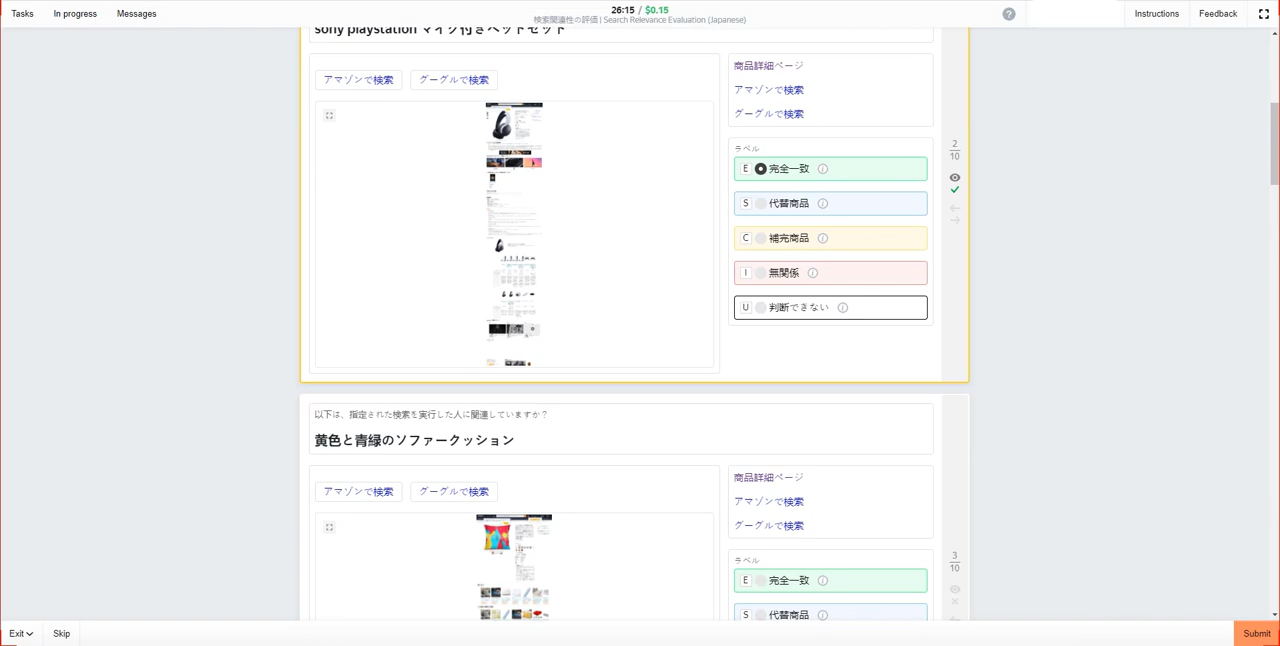 Tasks
In progress
Messages
26:15 / $0.15
検索関連性の評価 | Search Relevance Evaluation (Japanese)
?
Instructions
Feedback
sony playstation マイク付きヘッドセット
アマゾンで検索
グーグルで検索
商品詳細ページ
アマゾンで検索
グーグルで検索
ラベル
E 完全一致
S 代替商品
C 補完商品
I 無関係
U 判断できない
2
10
以下は、指定された検索を実行した人に関連していますか？
黄色と青緑のソファークッション
アマゾンで検索
グーグルで検索
商品詳細ページ
アマゾンで検索
グーグルで検索
ラベル
E 完全一致
S 代替商品
3
10
Exit
Skip
Submit